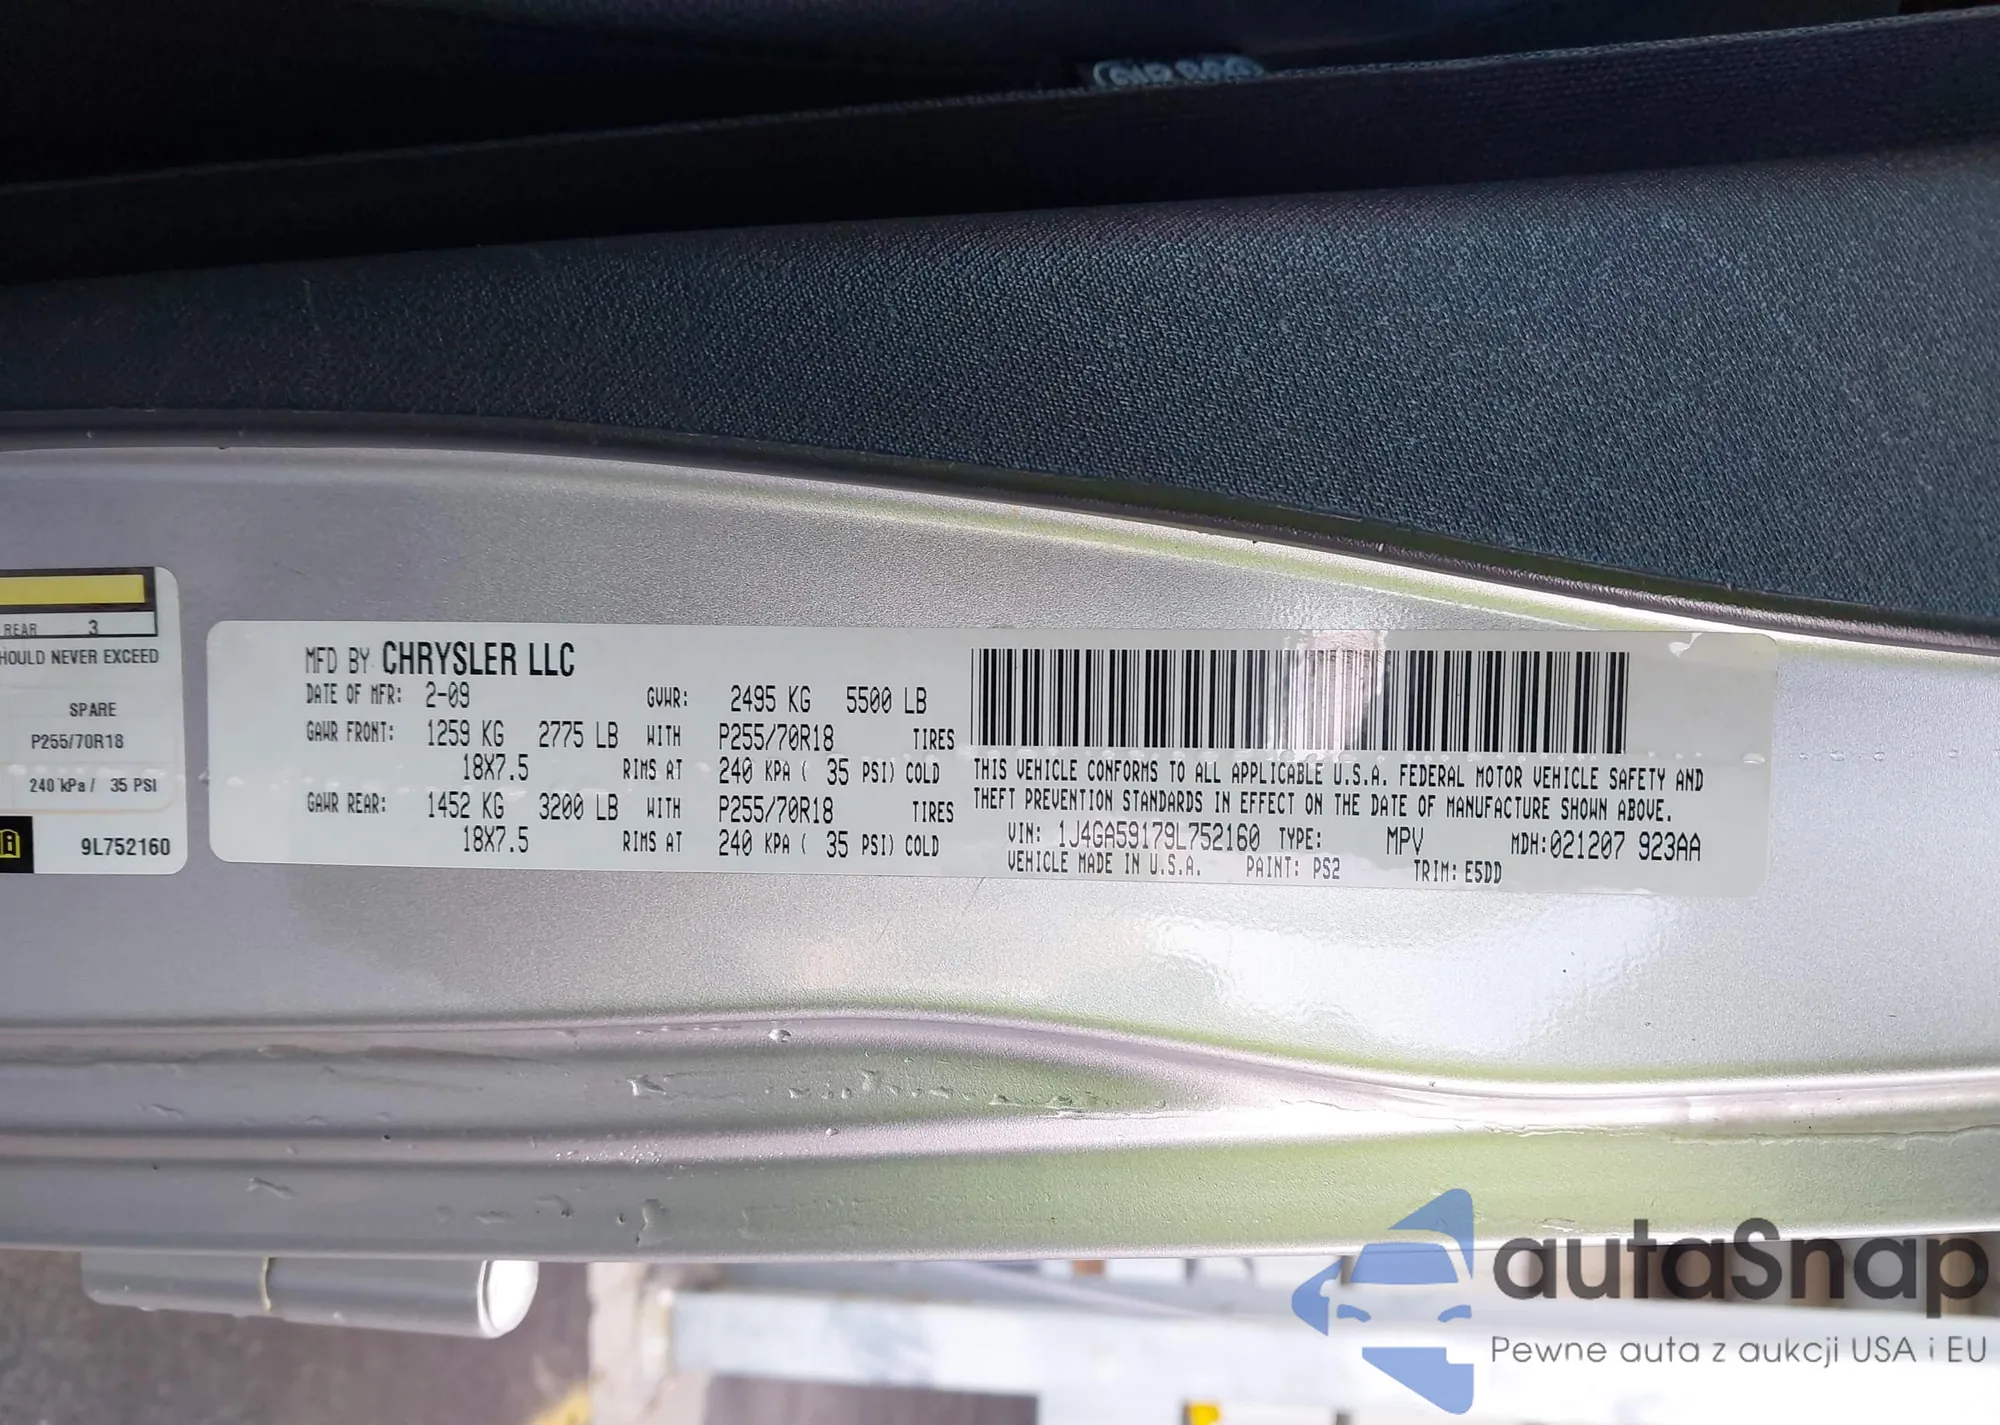 REAR 3
HOULD NEVER EXCEED
SPARE
P255/70R18
240 kPa / 35 PSI
9L752160
MFD BY CHRYSLER LLC
DATE OF MFR: 2-09 GVWR: 2495 KG 5500 LB
GAWR FRONT: 1259 KG 2775 LB WITH P255/70R18 TIRES
18X7.5 RIMS AT 240 KPA ( 35 PSI) COLD
GAWR REAR: 1452 KG 3200 LB WITH P255/70R18 TIRES
18X7.5 RIMS AT 240 KPA ( 35 PSI) COLD
THIS VEHICLE CONFORMS TO ALL APPLICABLE U.S.A. FEDERAL MOTOR VEHICLE SAFETY AND
THEFT PREVENTION STANDARDS IN EFFECT ON THE DATE OF MANUFACTURE SHOWN ABOVE.
VIN: 1J4GA59179L752160 TYPE: MPV MDH:021207 923AA
VEHICLE MADE IN U.S.A. PAINT: PS2 TRIM: E5DD
autaSnap
Pewne auta z aukcji USA i EU